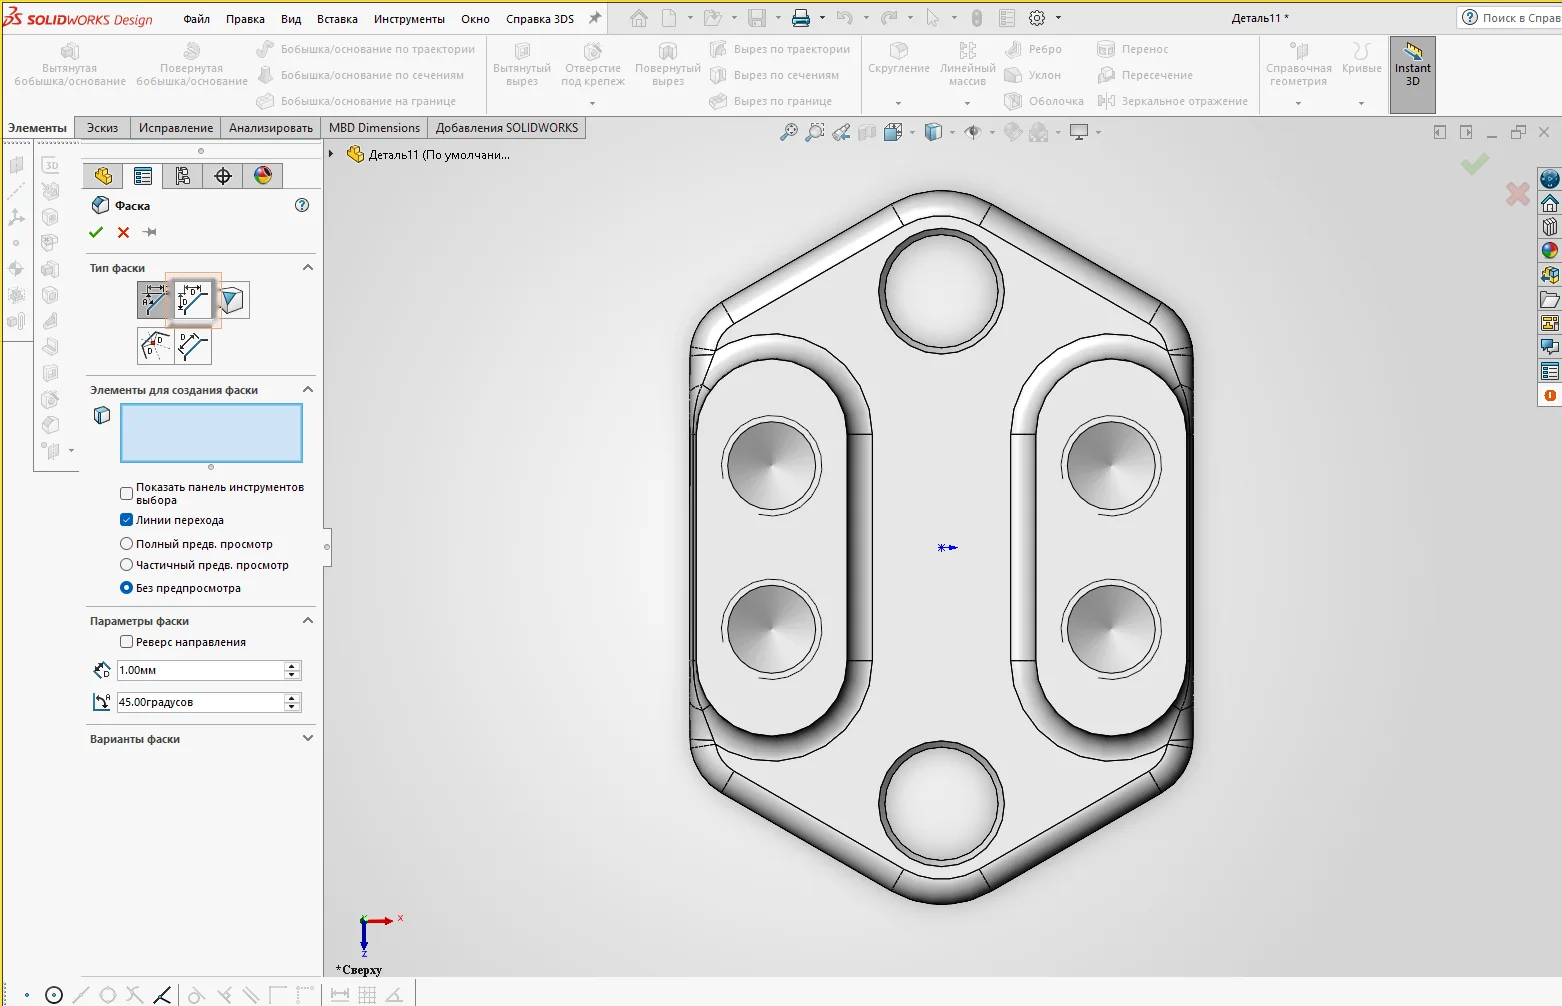 SOLIDWORKS Design
Файл Правка Вид Вставка Инструменты Окно Справка 3DS
Деталь11 *
Поиск в Справ
Вытянутая бобышка/основание
Повернутая бобышка/основание
Бобышка/основание по траектории
Бобышка/основание по сечениям
Бобышка/основание на границе
Вытянутый вырез
Отверстие под крепеж
Повернутый вырез
Вырез по траектории
Вырез по сечениям
Вырез по границе
Скругление
Линейный массив
Ребро
Уклон
Оболочка
Перенос
Пересечение
Зеркальное отражение
Справочная геометрия
Кривые
Instant 3D
Элементы Эскиз Исправление Анализировать MBD Dimensions Добавления SOLIDWORKS
Деталь11 (По умолчани...
Фаска
Тип фаски
Элементы для создания фаски
Показать панель инструментов
выбора
Линии перехода
Полный предв. просмотр
Частичный предв. просмотр
Без предпросмотра
Параметры фаски
Реверс направления
1.00мм
45.00градусов
Варианты фаски
X
Z
*Сверху